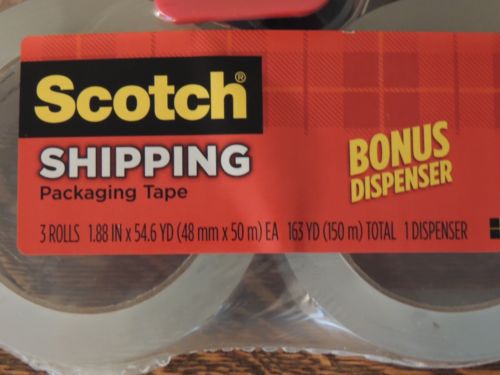 Scotch®
SHIPPING
Packaging Tape
BONUS
DISPENSER
3 ROLLS 1.88 IN x 54.6 YD (48 mm x 50 m) EA 163 YD (150 m) TOTAL 1 DISPENSER